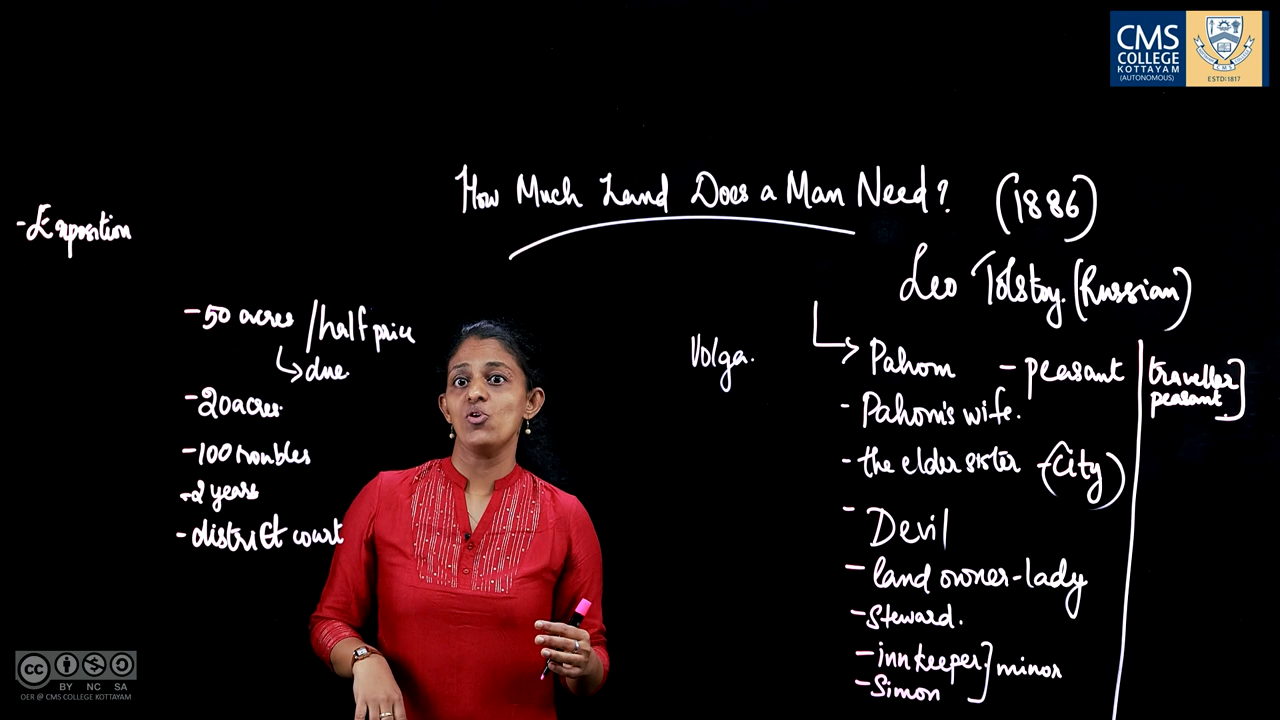 CMS
COLLEGE
KOTTAYAM
(AUTONOMOUS)
ESTD:1817
How Much Land Does a Man Need? (1886)
- Exposition
Leo Tolstoy. (Russian)
- 50 acres / half price
due
- 20 acres
- 100 roubles
- 2 years
- district court
Volga.
Pahom - peasant
traveller
peasant
- Pahom's wife.
- the elder sister - (City)
- Devil
- land owner - lady
- Steward.
- innkeeper
- Simon
minor
cc
BY NC SA
OER @ CMS COLLEGE KOTTAYAM